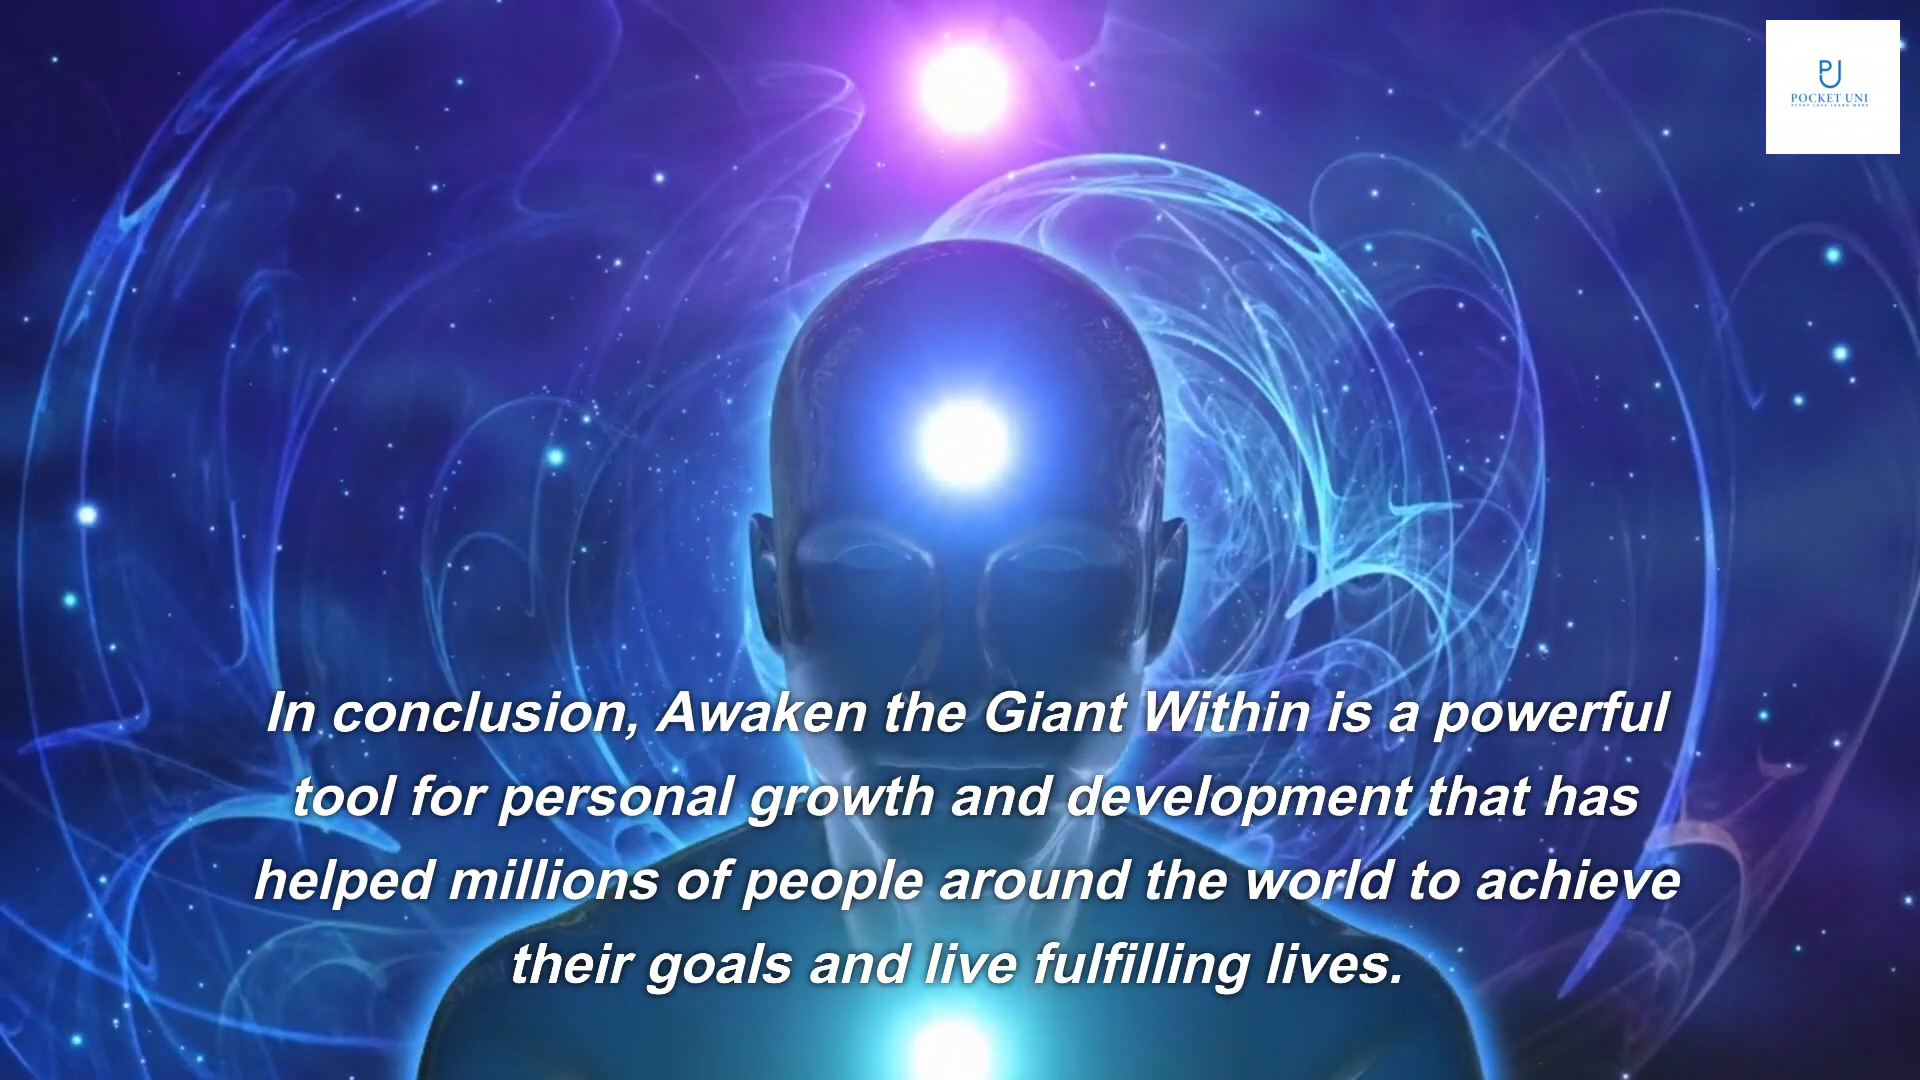 PU
POCKET UNI
In conclusion, Awaken the Giant Within is a powerful
tool for personal growth and development that has
helped millions of people around the world to achieve
their goals and live fulfilling lives.